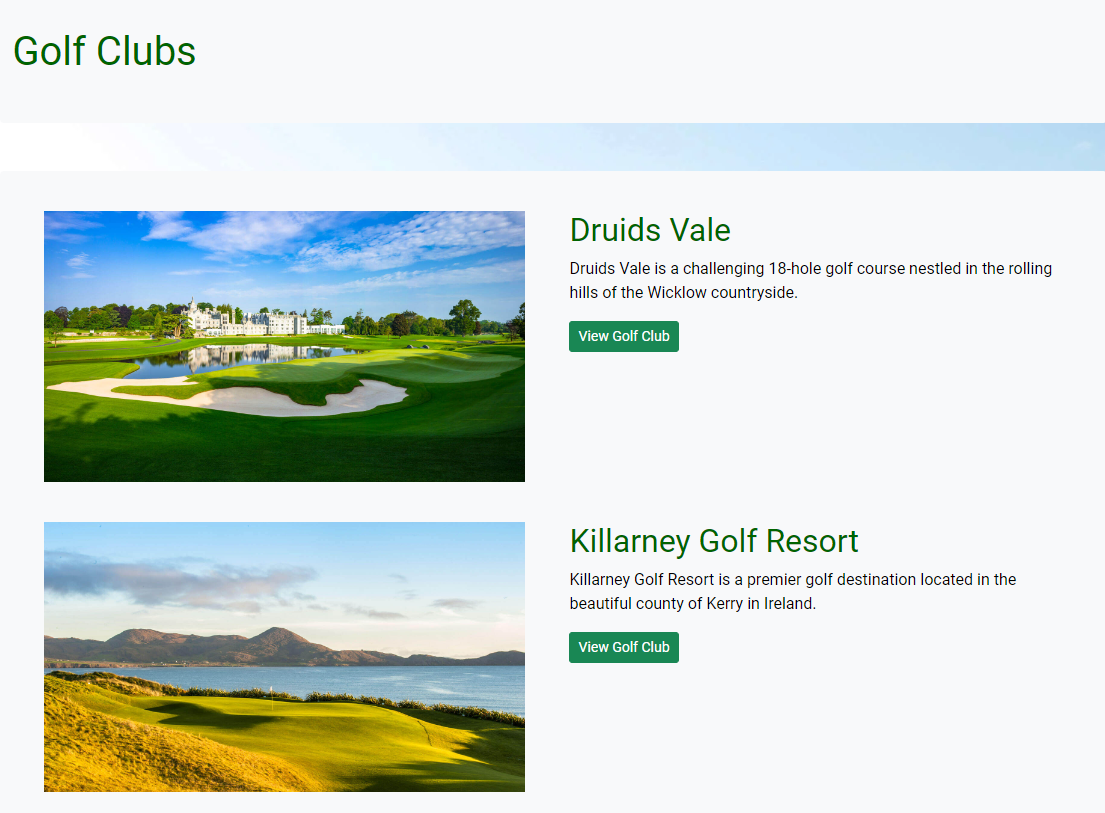 Golf Clubs
Druids Vale
Druids Vale is a challenging 18-hole golf course nestled in the rolling
hills of the Wicklow countryside.
View Golf Club
Killarney Golf Resort
Killarney Golf Resort is a premier golf destination located in the
beautiful county of Kerry in Ireland.
View Golf Club